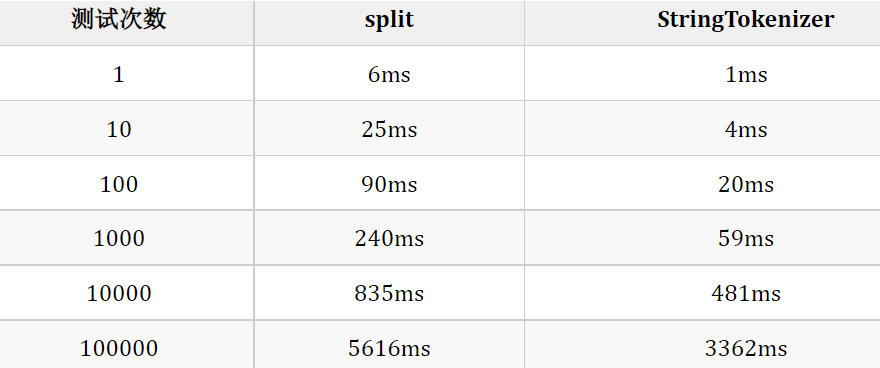 测试次数 split StringTokenizer
1 6ms 1ms
10 25ms 4ms
100 90ms 20ms
1000 240ms 59ms
10000 835ms 481ms
100000 5616ms 3362ms